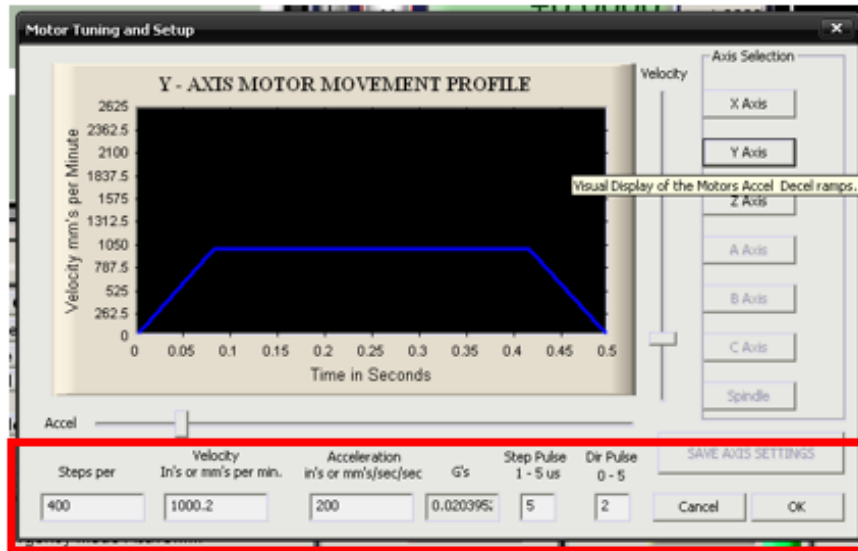 Motor Tuning and Setup
Y - AXIS MOTOR MOVEMENT PROFILE
Velocity mm's per Minute
2625
2362.5
2100
1837.5
1575
1312.5
1050
787.5
525
262.5
0
0 0.05 0.1 0.15 0.2 0.25 0.3 0.35 0.4 0.45 0.5
Time in Seconds
Velocity
Axis Selection
X Axis
Y Axis
Visual Display of the Motors Accel Decel ramps.
Z Axis
A Axis
B Axis
C Axis
Spindle
Accel
SAVE AXIS SETTINGS
Steps per
Velocity
In's or mm's per min.
Acceleration
in's or mm's/sec/sec
G's
Step Pulse
1 - 5 us
Dir Pulse
0 - 5
400
1000.2
200
0.020395
5
2
Cancel
OK